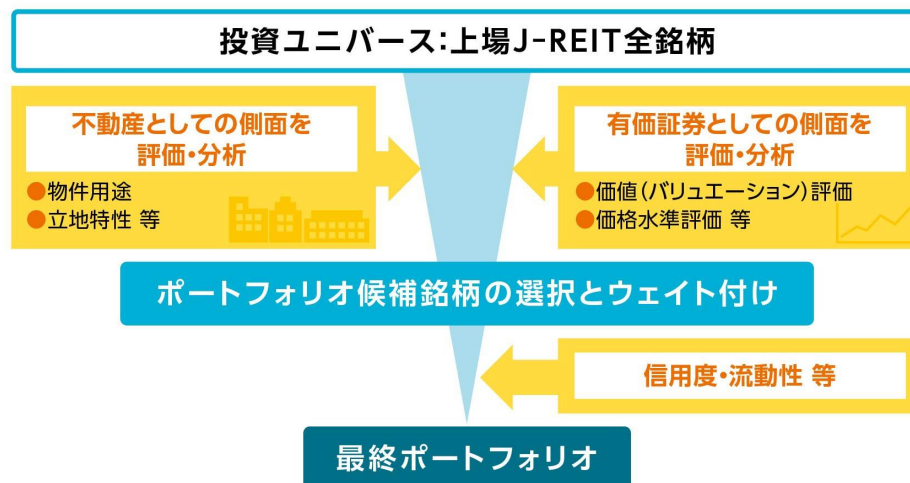 投資ユニバース:上場J-REIT全銘柄
不動産としての側面を
評価・分析
●物件用途
●立地特性 等
有価証券としての側面を
評価・分析
●価値(バリュエーション)評価
●価格水準評価 等
ポートフォリオ候補銘柄の選択とウェイト付け
信用度・流動性 等
最終ポートフォリオ